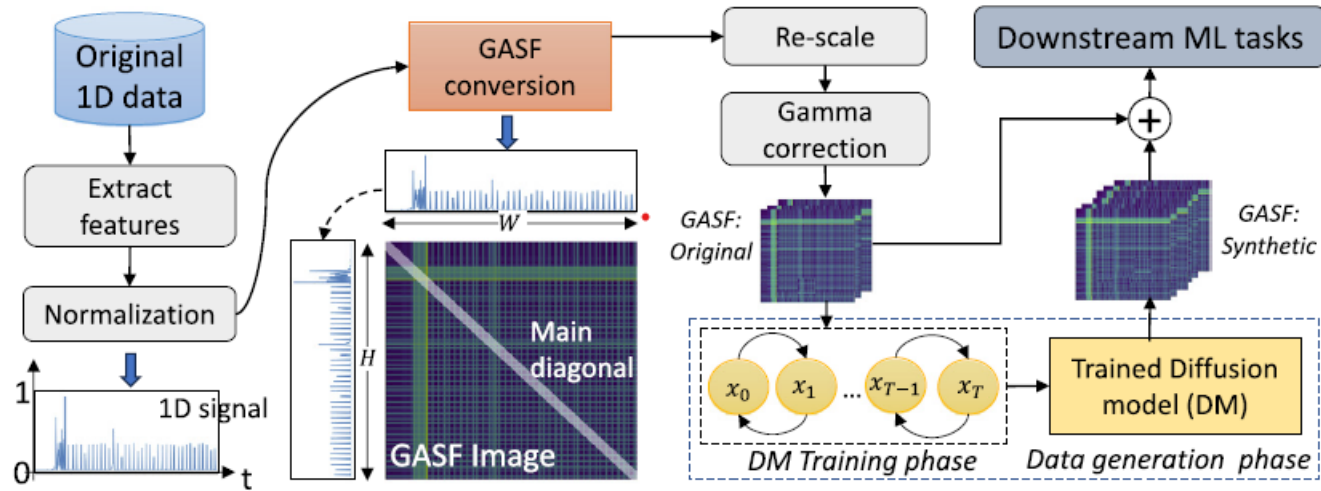 Original
1D data
Extract
features
Normalization
1
1D signal
0
t
GASF
conversion
W
H
Main
diagonal
GASF Image
Re-scale
Gamma
correction
GASF:
Original
Downstream ML tasks
+
GASF:
Synthetic
x₀
x₁
...
x_{T−1}
x_T
DM Training phase
Trained Diffusion
model (DM)
Data generation phase